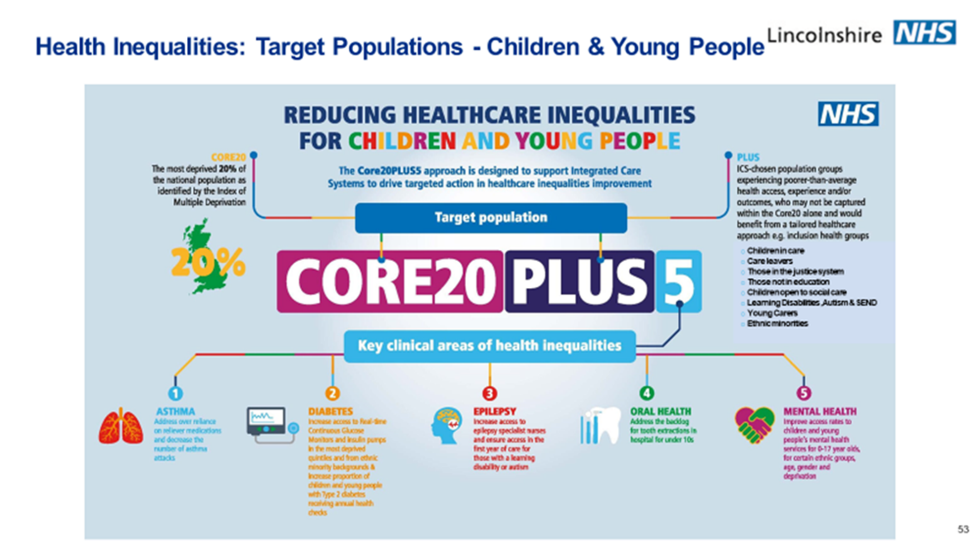 Health Inequalities: Target Populations - Children & Young People
Lincolnshire NHS
REDUCING HEALTHCARE INEQUALITIES
FOR CHILDREN AND YOUNG PEOPLE
NHS
The Core20PLUS5 approach is designed to support Integrated Care
Systems to drive targeted action in healthcare inequalities improvement
CORE20
The most deprived 20% of
the national population as
identified by the Index of
Multiple Deprivation
20%
Target population
PLUS
ICS-chosen population groups
experiencing poorer-than-average
health access, experience and/or
outcomes, who may not be captured
within the Core20 alone and would
benefit from a tailored healthcare
approach e.g. inclusion health groups
Children in care
Care leavers
Those in the justice system
Those not in education
Children open to social care
Learning Disabilities ,Autism & SEND
Young Carers
Ethnic minorities
CORE20 PLUS 5
Key clinical areas of health inequalities
1
ASTHMA
Address over reliance
on reliever medications
and decrease the
number of asthma
attacks
2
DIABETES
Increase access to Real-time
Continuous Glucose
Monitors and insulin pumps
in the most deprived
quintiles and from ethnic
minority backgrounds &
increase proportion of
children and young people
with Type 2 diabetes
receiving annual health
checks
3
EPILEPSY
Increase access to
epilepsy specialist nurses
and ensure access in the
first year of care for
those with a learning
disability or autism
4
ORAL HEALTH
Address the backlog
for tooth extractions in
hospital for under 10s
5
MENTAL HEALTH
Improve access rates to
children and young
people's mental health
services for 0-17 year olds,
for certain ethnic groups,
age, gender and
deprivation
53